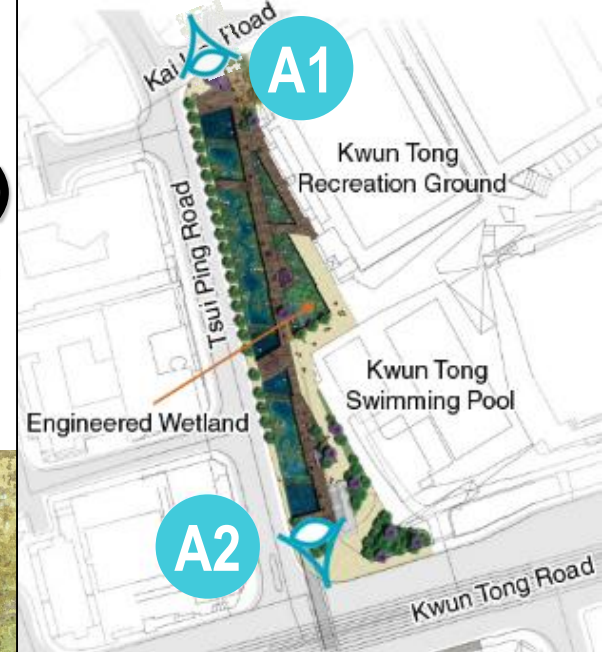 Kai Road
A1
Kwun Tong
Recreation Ground
Tsui Ping Road
Kwun Tong
Swimming Pool
Engineered Wetland
A2
Kwun Tong Road